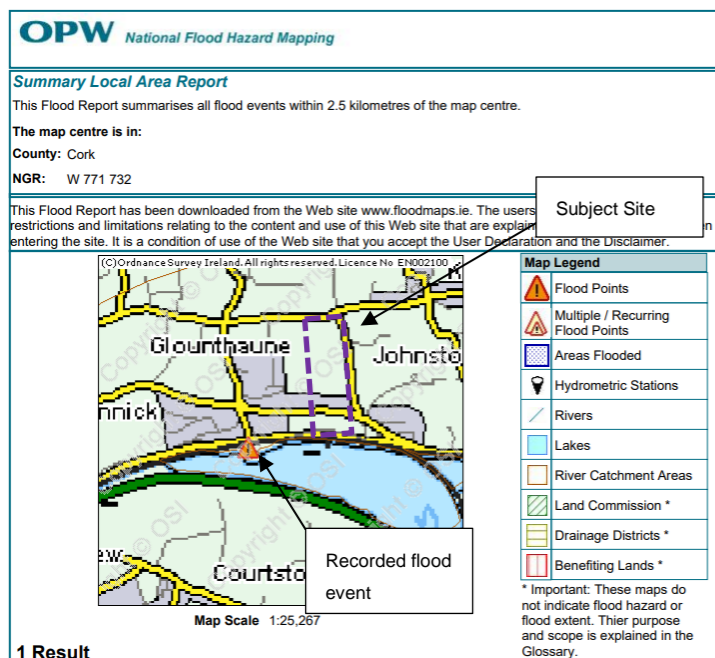 OPW National Flood Hazard Mapping
Summary Local Area Report
This Flood Report summarises all flood events within 2.5 kilometres of the map centre.
The map centre is in:
County: Cork
NGR: W 771 732
This Flood Report has been downloaded from the Web site www.floodmaps.ie. The users
restrictions and limitations relating to the content and use of this Web site that are explain
entering the site. It is a condition of use of the Web site that you accept the User Declaration and the Disclaimer.
Subject Site
(C)Ordnance Survey Ireland. All rights reserved. Licence No EN002100
Glounthaune
Johnsto
nnick
Courtsto
Copyright © OSI
Recorded flood
event
Map Scale 1:25,267
Map Legend
Flood Points
Multiple / Recurring
Flood Points
Areas Flooded
Hydrometric Stations
Rivers
Lakes
River Catchment Areas
Land Commission *
Drainage Districts *
Benefiting Lands *
* Important: These maps do
not indicate flood hazard or
flood extent. Thier purpose
and scope is explained in the
Glossary.
1 Result